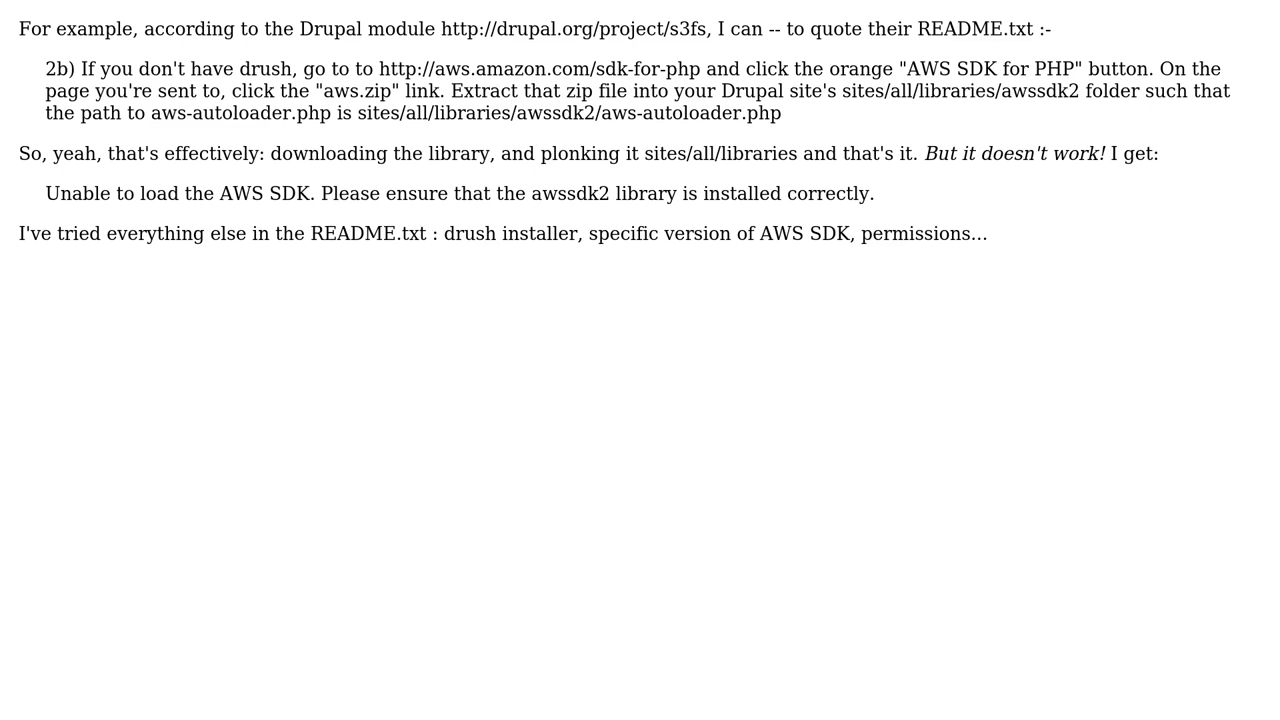 For example, according to the Drupal module http://drupal.org/project/s3fs, I can -- to quote their README.txt :-
2b) If you don't have drush, go to to http://aws.amazon.com/sdk-for-php and click the orange "AWS SDK for PHP" button. On the
page you're sent to, click the "aws.zip" link. Extract that zip file into your Drupal site's sites/all/libraries/awssdk2 folder such that
the path to aws-autoloader.php is sites/all/libraries/awssdk2/aws-autoloader.php
So, yeah, that's effectively: downloading the library, and plonking it sites/all/libraries and that's it. But it doesn't work! I get:
Unable to load the AWS SDK. Please ensure that the awssdk2 library is installed correctly.
I've tried everything else in the README.txt : drush installer, specific version of AWS SDK, permissions...